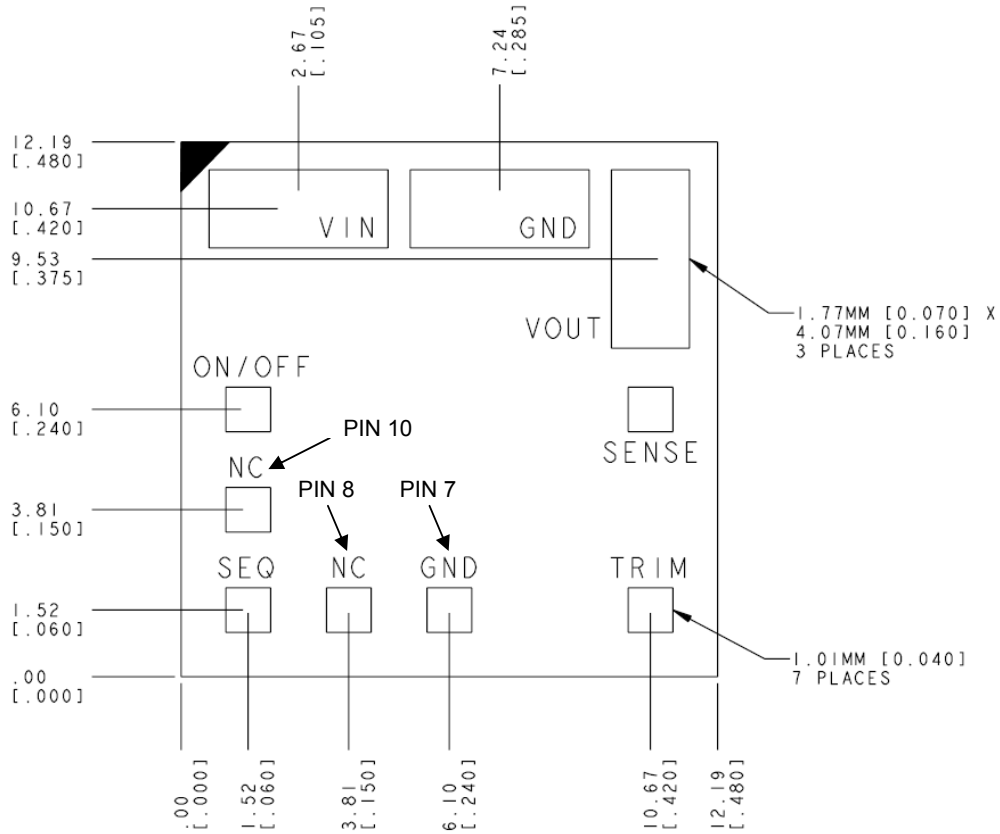 2.67
[.105]
7.24
[.285]
12.19
[.480]
10.67
[.420]
VIN
GND
9.53
[.375]
VOUT
1.77MM [0.070] X
4.07MM [0.160]
3 PLACES
ON/OFF
6.10
[.240]
PIN 10
SENSE
NC
PIN 8
PIN 7
3.81
[.150]
SEQ
NC
GND
TRIM
1.52
[.060]
1.01MM [0.040]
7 PLACES
.00
[.000]
.00
[.000]
1.52
[.060]
3.81
[.150]
6.10
[.240]
10.67
[.420]
12.19
[.480]